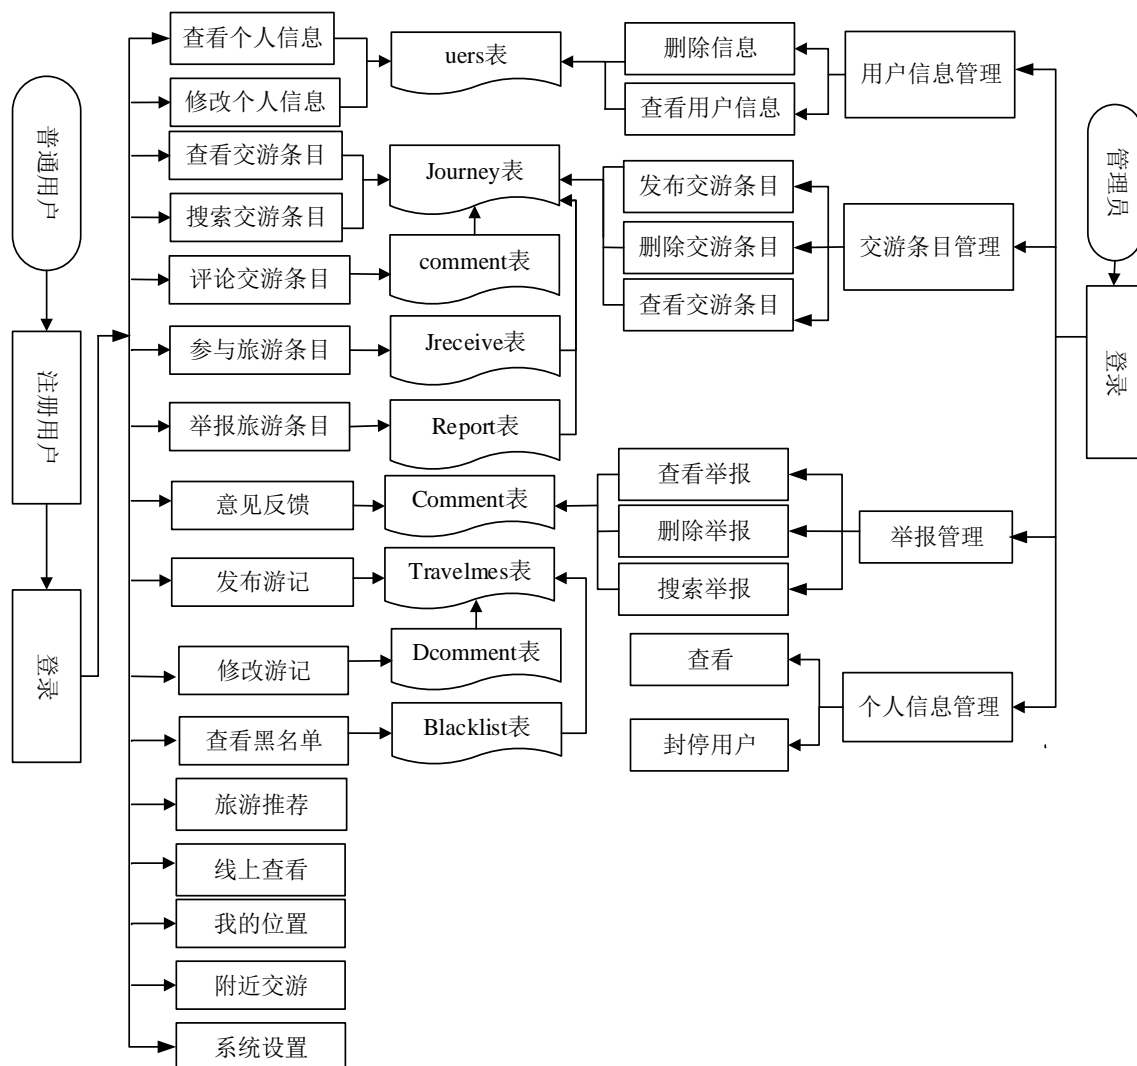 普通用户
注册用户
登录
查看个人信息
修改个人信息
查看交游条目
搜索交游条目
评论交游条目
参与旅游条目
举报旅游条目
意见反馈
发布游记
修改游记
查看黑名单
旅游推荐
线上查看
我的位置
附近交游
系统设置
uers表
Journey表
comment表
Jreceive表
Report表
Comment表
Travelmes表
Dcomment表
Blacklist表
删除信息
查看用户信息
发布交游条目
删除交游条目
查看交游条目
查看举报
删除举报
搜索举报
查看
封停用户
用户信息管理
交游条目管理
举报管理
个人信息管理
管理员
登录